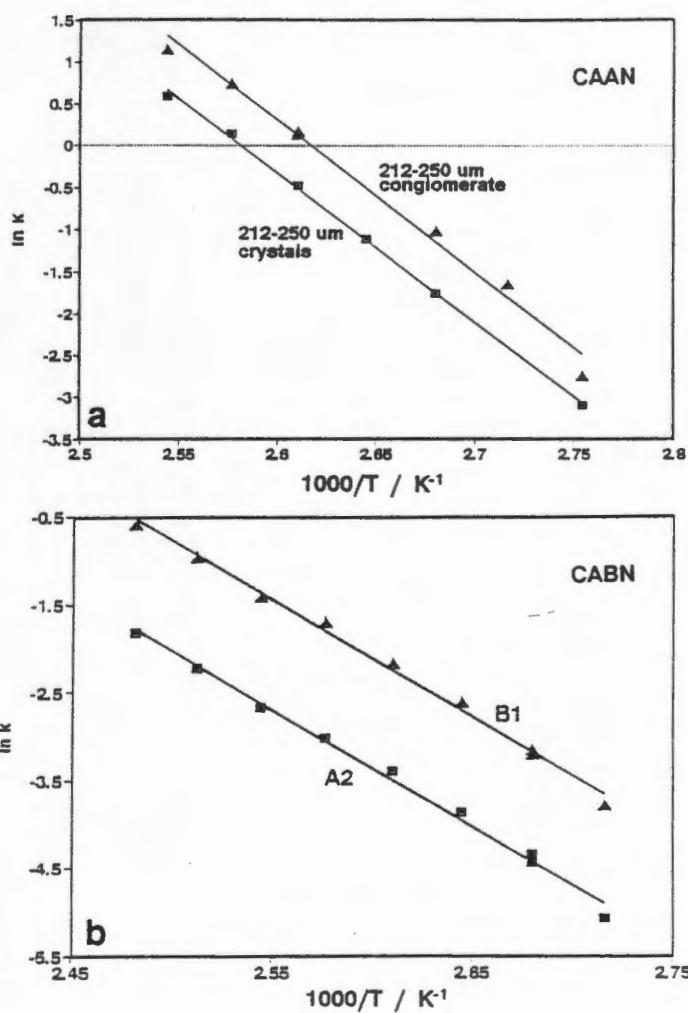 1.5
1
0.5
0
-0.5
-1
-1.5
-2
-2.5
-3
-3.5
ln κ
CAAN
212-250 um
conglomerate
212-250 um
crystals
a
2.5
2.55
2.6
2.65
2.7
2.75
2.8
1000/T / K⁻¹
-0.5
-1.5
-2.5
-3.5
-4.5
-5.5
ln κ
CABN
B1
A2
b
2.45
2.55
2.65
2.75
1000/T / K⁻¹